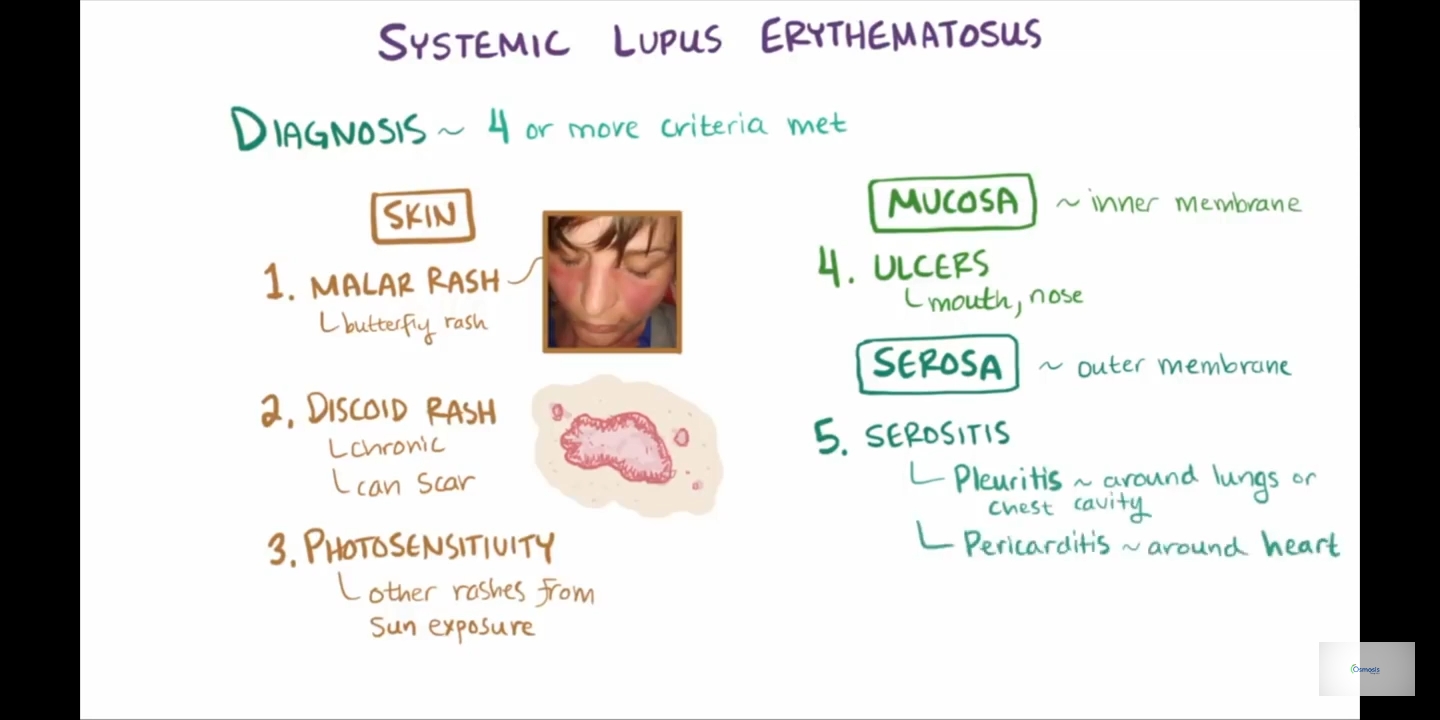 SYSTEMIC LUPUS ERYTHEMATOSUS
DIAGNOSIS ~ 4 or more criteria met
SKIN
1. MALAR RASH
butterfly rash
2. DISCOID RASH
chronic
can scar
3. PHOTOSENSITIVITY
other rashes from
sun exposure
MUCOSA ~ inner membrane
4. ULCERS
mouth, nose
SEROSA ~ outer membrane
5. SEROSITIS
Pleuritis ~ around lungs or
chest cavity
Pericarditis ~ around heart
Osmosis